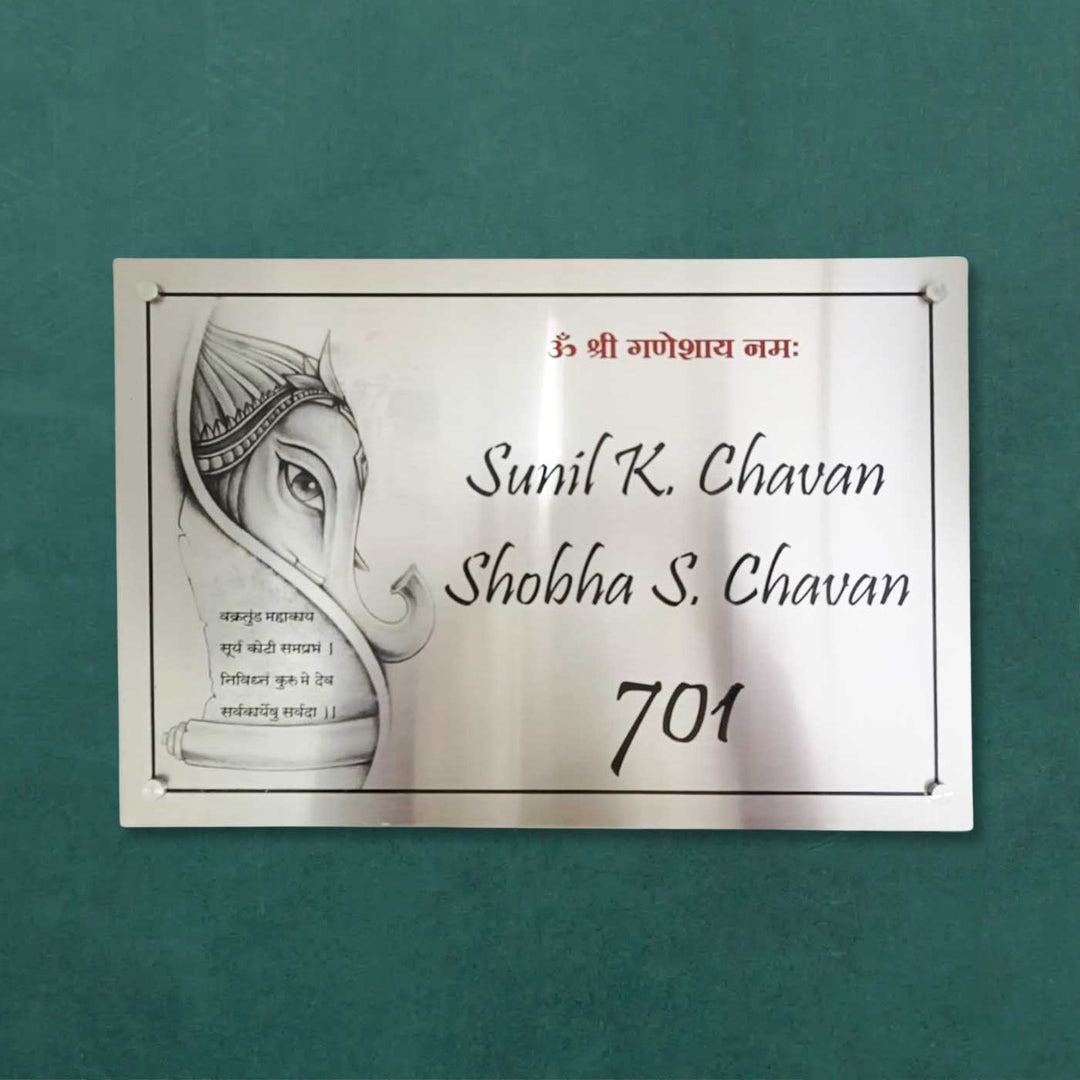 ॐ श्री गणेशाय नमः
Sunil K. Chavan
Shobha S. Chavan
701
वक्रतुंड महाकाय
सूर्य कोटी समप्रभं ।
निविध्नं कुरु मे देव
सर्वकार्येषु सर्वदा ।।